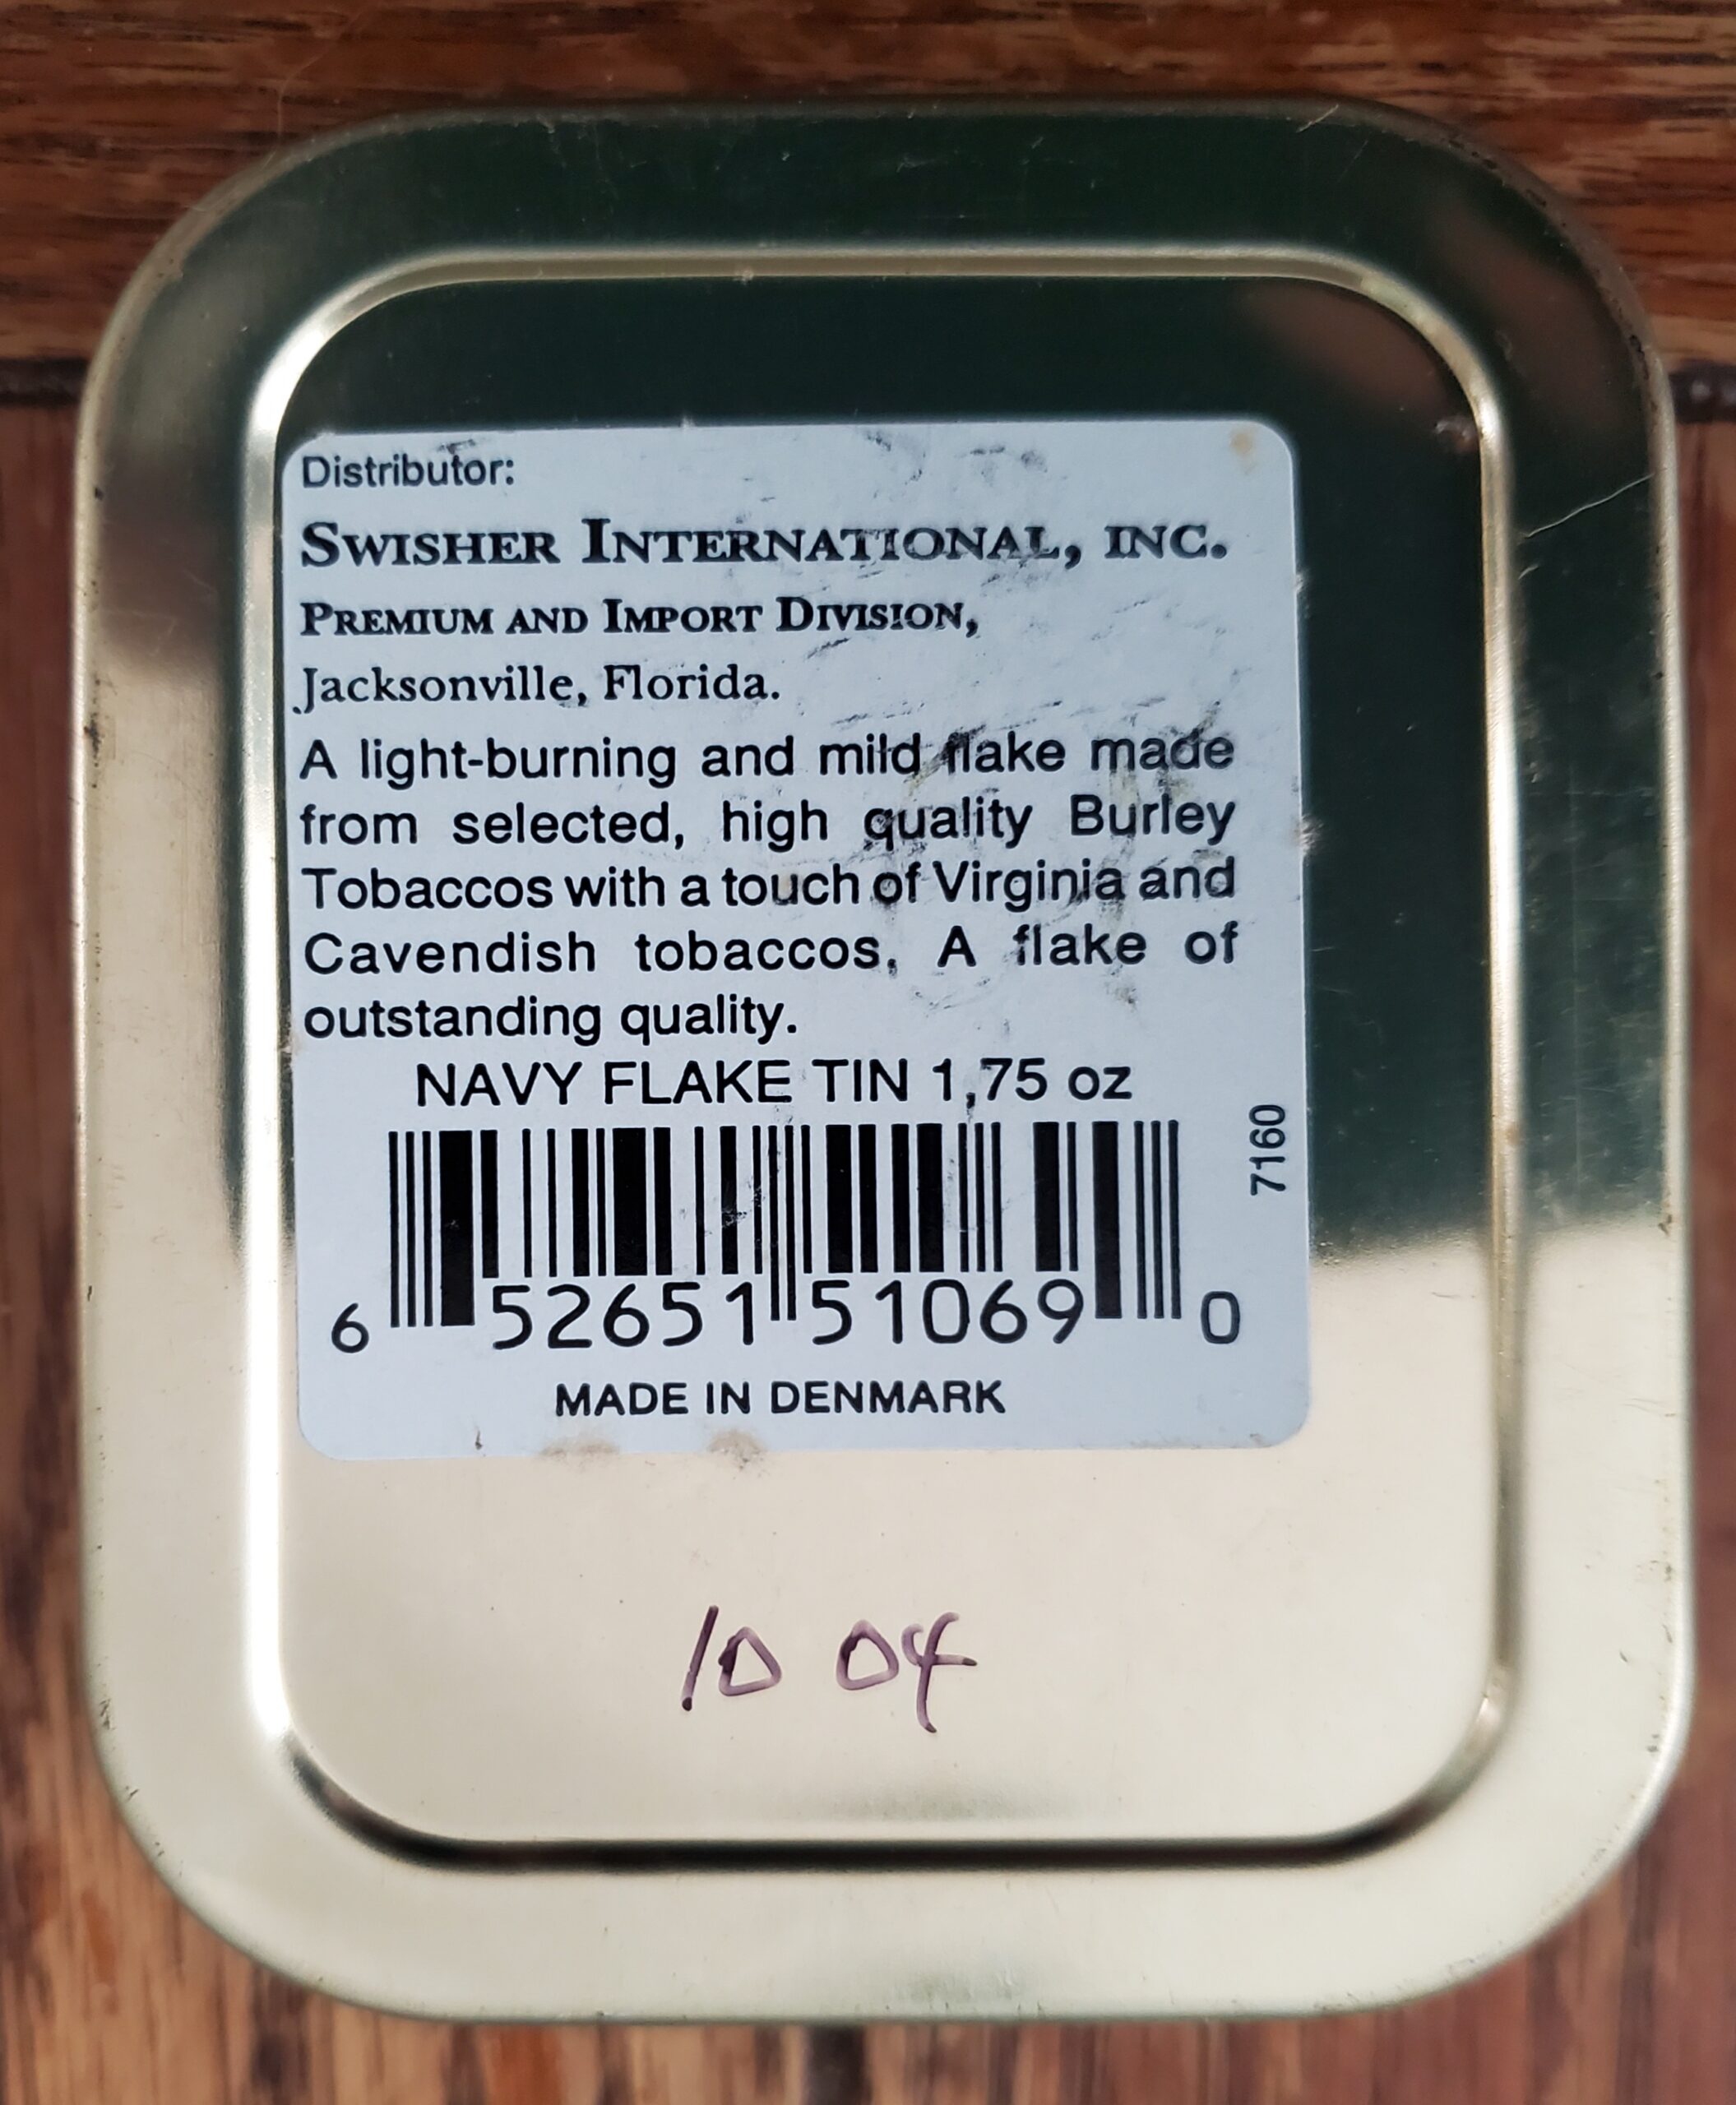 Distributor:
SWISHER INTERNATIONAL, INC.
PREMIUM AND IMPORT DIVISION,
Jacksonville, Florida.
A light-burning and mild flake made
from selected, high quality Burley
Tobaccos with a touch of Virginia and
Cavendish tobaccos. A flake of
outstanding quality.
NAVY FLAKE TIN 1,75 oz
7160
6 52651 51069 0
MADE IN DENMARK
10 04